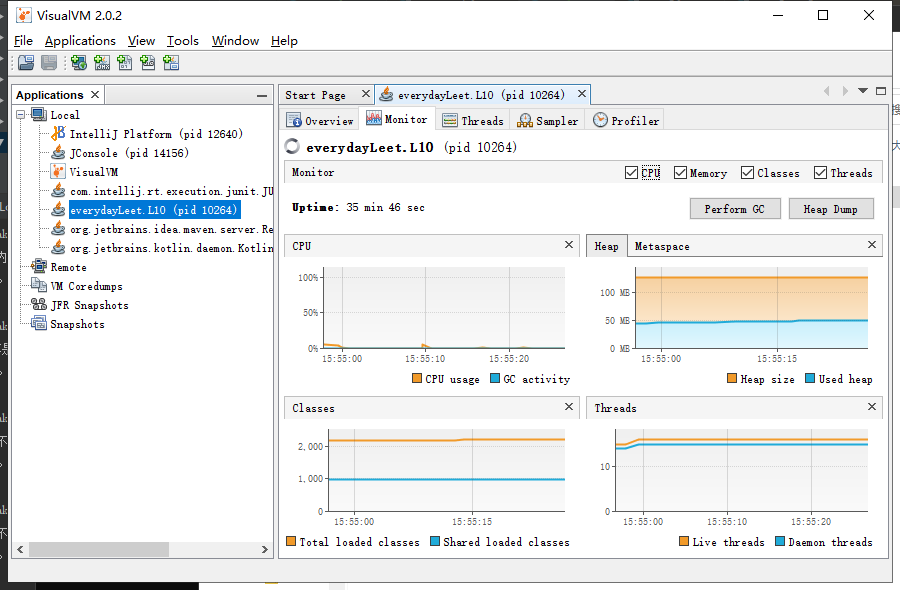 VisualVM 2.0.2
File Applications View Tools Window Help
Applications
Local
IntelliJ Platform (pid 12640)
JConsole (pid 14156)
VisualVM
com.intellij.rt.execution.junit.JU
everydayLeet.L10 (pid 10264)
org.jetbrains.idea.maven.server.Re
org.jetbrains.kotlin.daemon.Kotlin
Remote
VM Coredumps
JFR Snapshots
Snapshots
Start Page everydayLeet.L10 (pid 10264)
Overview Monitor Threads Sampler Profiler
everydayLeet.L10 (pid 10264)
Monitor CPU Memory Classes Threads
Uptime: 35 min 46 sec
Perform GC Heap Dump
CPU
100%
50%
0%
15:55:00 15:55:10 15:55:20
CPU usage GC activity
Heap Metaspace
100 MB
50 MB
0 MB
15:55:00 15:55:15
Heap size Used heap
Classes
2,000
1,000
0
15:55:00 15:55:15
Total loaded classes Shared loaded classes
Threads
10
0
15:55:00 15:55:10 15:55:20
Live threads Daemon threads